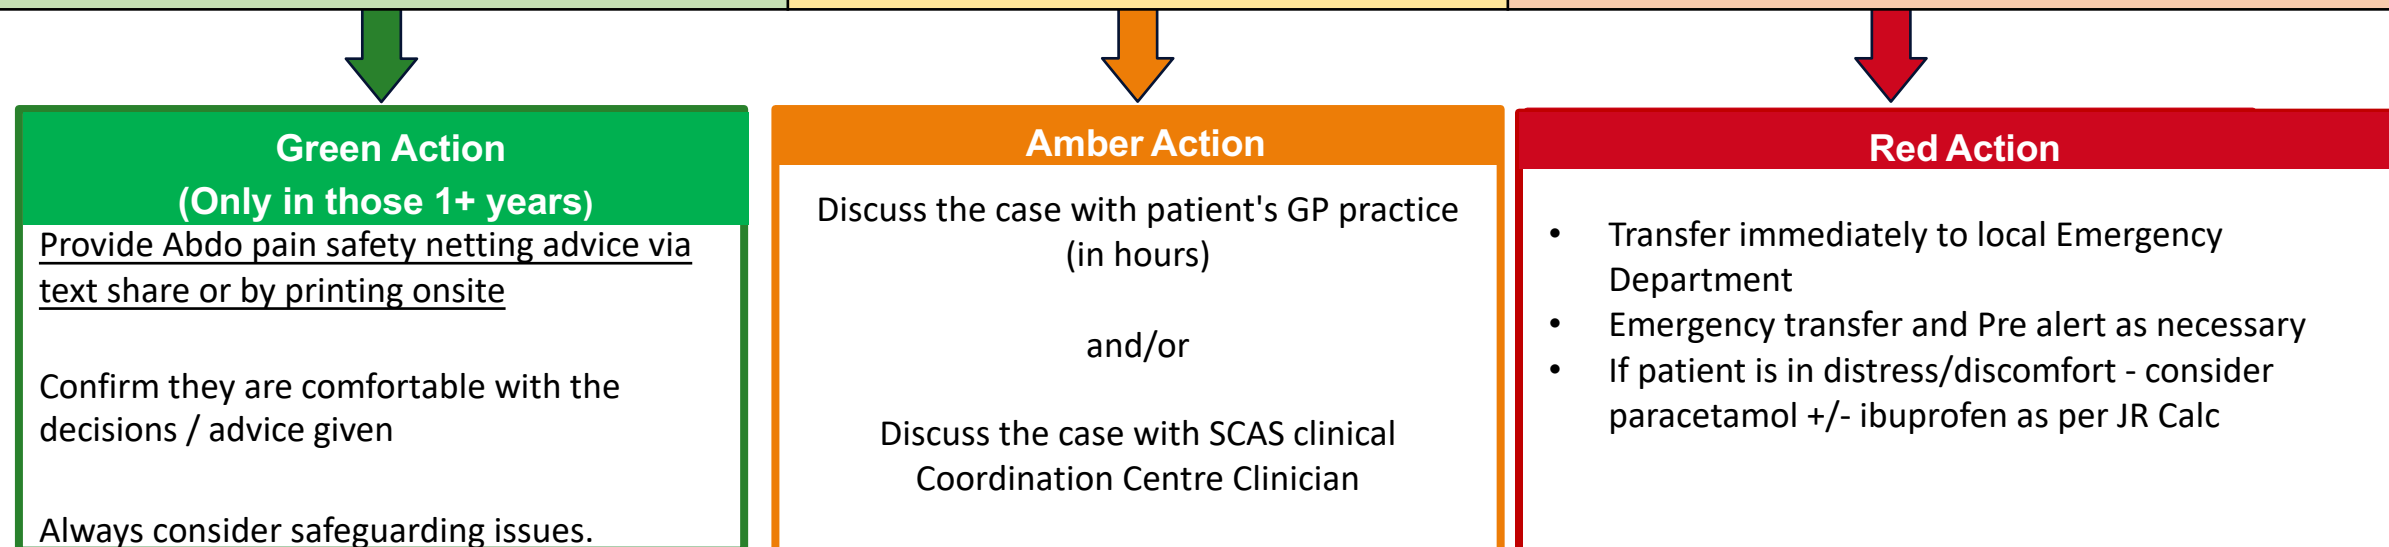 Green Action
(Only in those 1+ years)
Provide Abdo pain safety netting advice via
text share or by printing onsite
Confirm they are comfortable with the
decisions / advice given
Always consider safeguarding issues.
Amber Action
Discuss the case with patient's GP practice
(in hours)
and/or
Discuss the case with SCAS clinical
Coordination Centre Clinician
Red Action
• Transfer immediately to local Emergency
Department
• Emergency transfer and Pre alert as necessary
• If patient is in distress/discomfort - consider
paracetamol +/- ibuprofen as per JR Calc